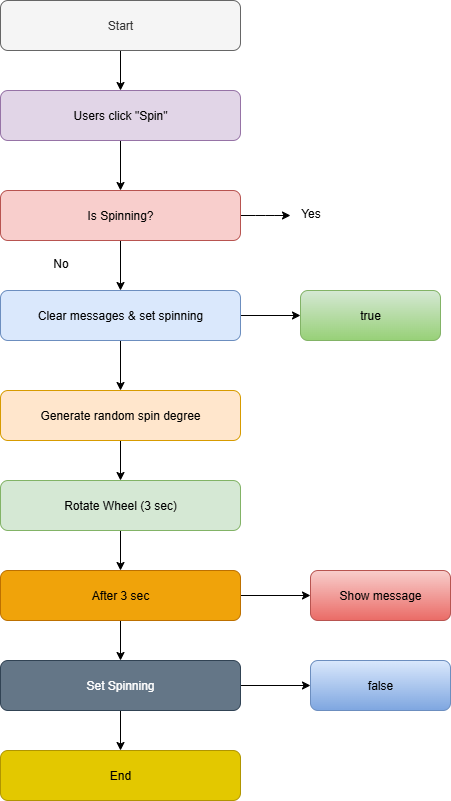 Start
Users click "Spin"
Is Spinning?
Yes
No
Clear messages & set spinning
true
Generate random spin degree
Rotate Wheel (3 sec)
After 3 sec
Show message
Set Spinning
false
End